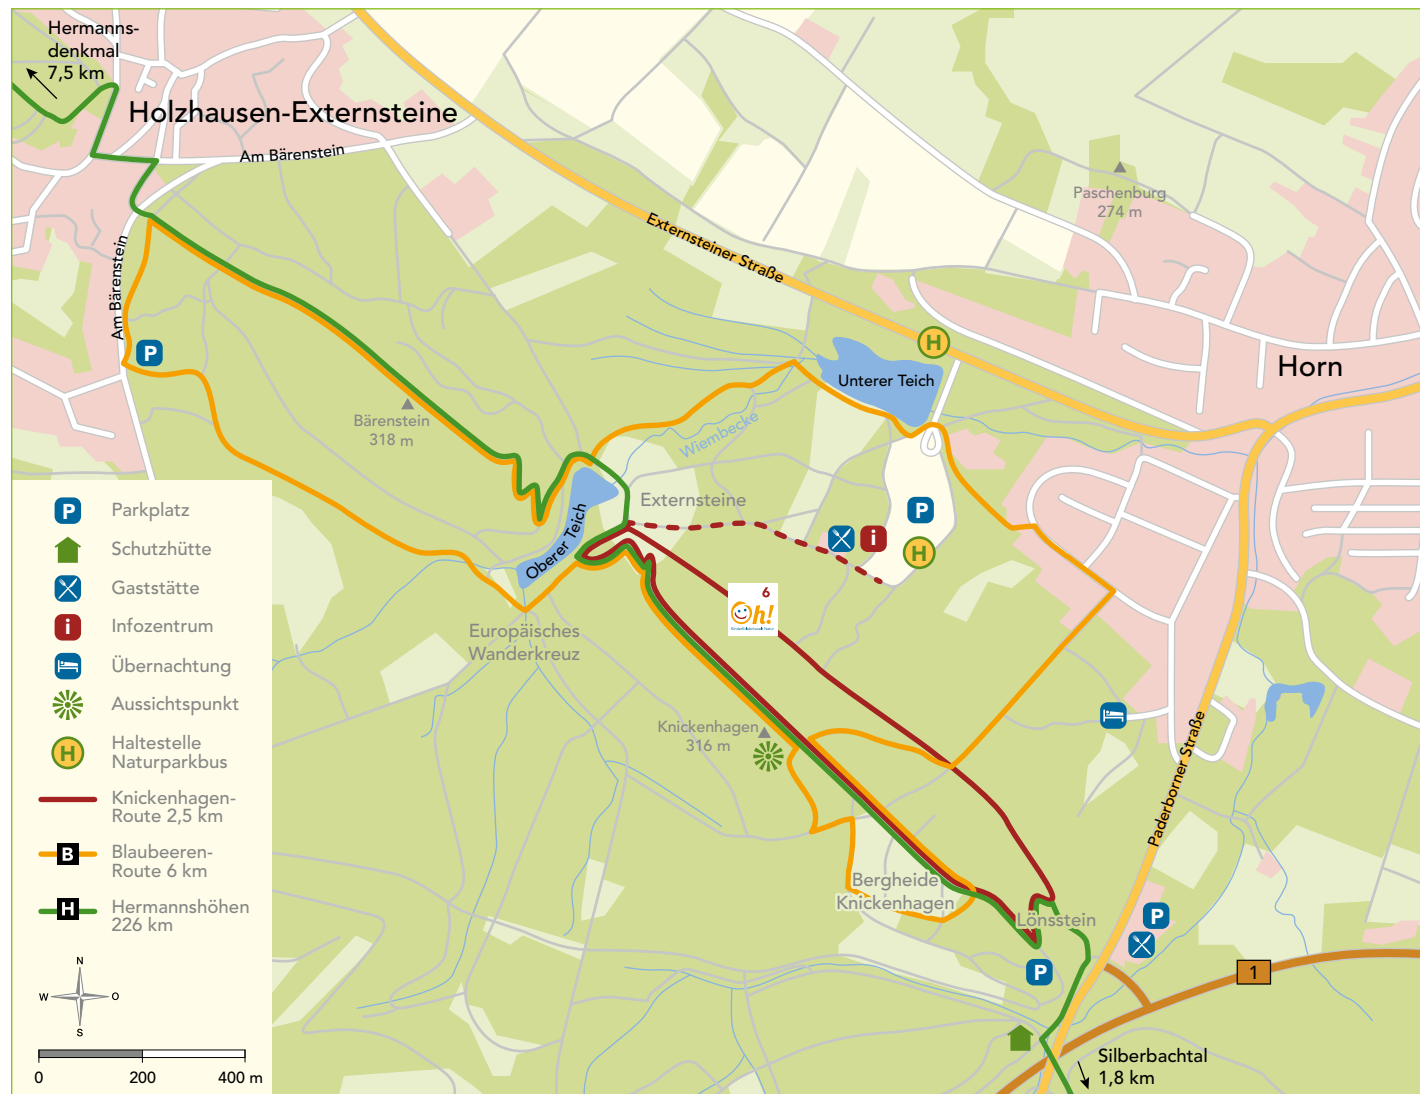 Hermanns-
denkmal
7,5 km
Holzhausen-Externsteine
Am Bärenstein
Am Bärenstein
Externsteiner Straße
Paschenburg
274 m
H
Horn
Unterer Teich
P
Bärenstein
318 m
Wiembecke
Externsteine
Oberer Teich
P
i
H
6
Oh!
Europäisches
Wanderkreuz
Knickenhagen
316 m
Paderborner Straße
Bergheide
Knickenhagen
Lönsstein
P
P
1
Silberbachtal
1,8 km
P Parkplatz
Schutzhütte
Gaststätte
i Infozentrum
Übernachtung
Aussichtspunkt
H Haltestelle
Naturparkbus
Knickenhagen-
Route 2,5 km
B Blaubeeren-
Route 6 km
H Hermannshöhen
226 km
N
W O
S
0 200 400 m